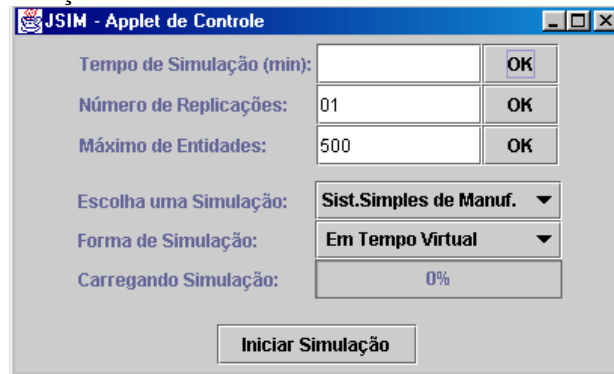 JSIM - Applet de Controle
Tempo de Simulação (min): OK
Número de Replicações: 01 OK
Máximo de Entidades: 500 OK
Escolha uma Simulação: Sist.Simples de Manuf.
Forma de Simulação: Em Tempo Virtual
Carregando Simulação: 0%
Iniciar Simulação